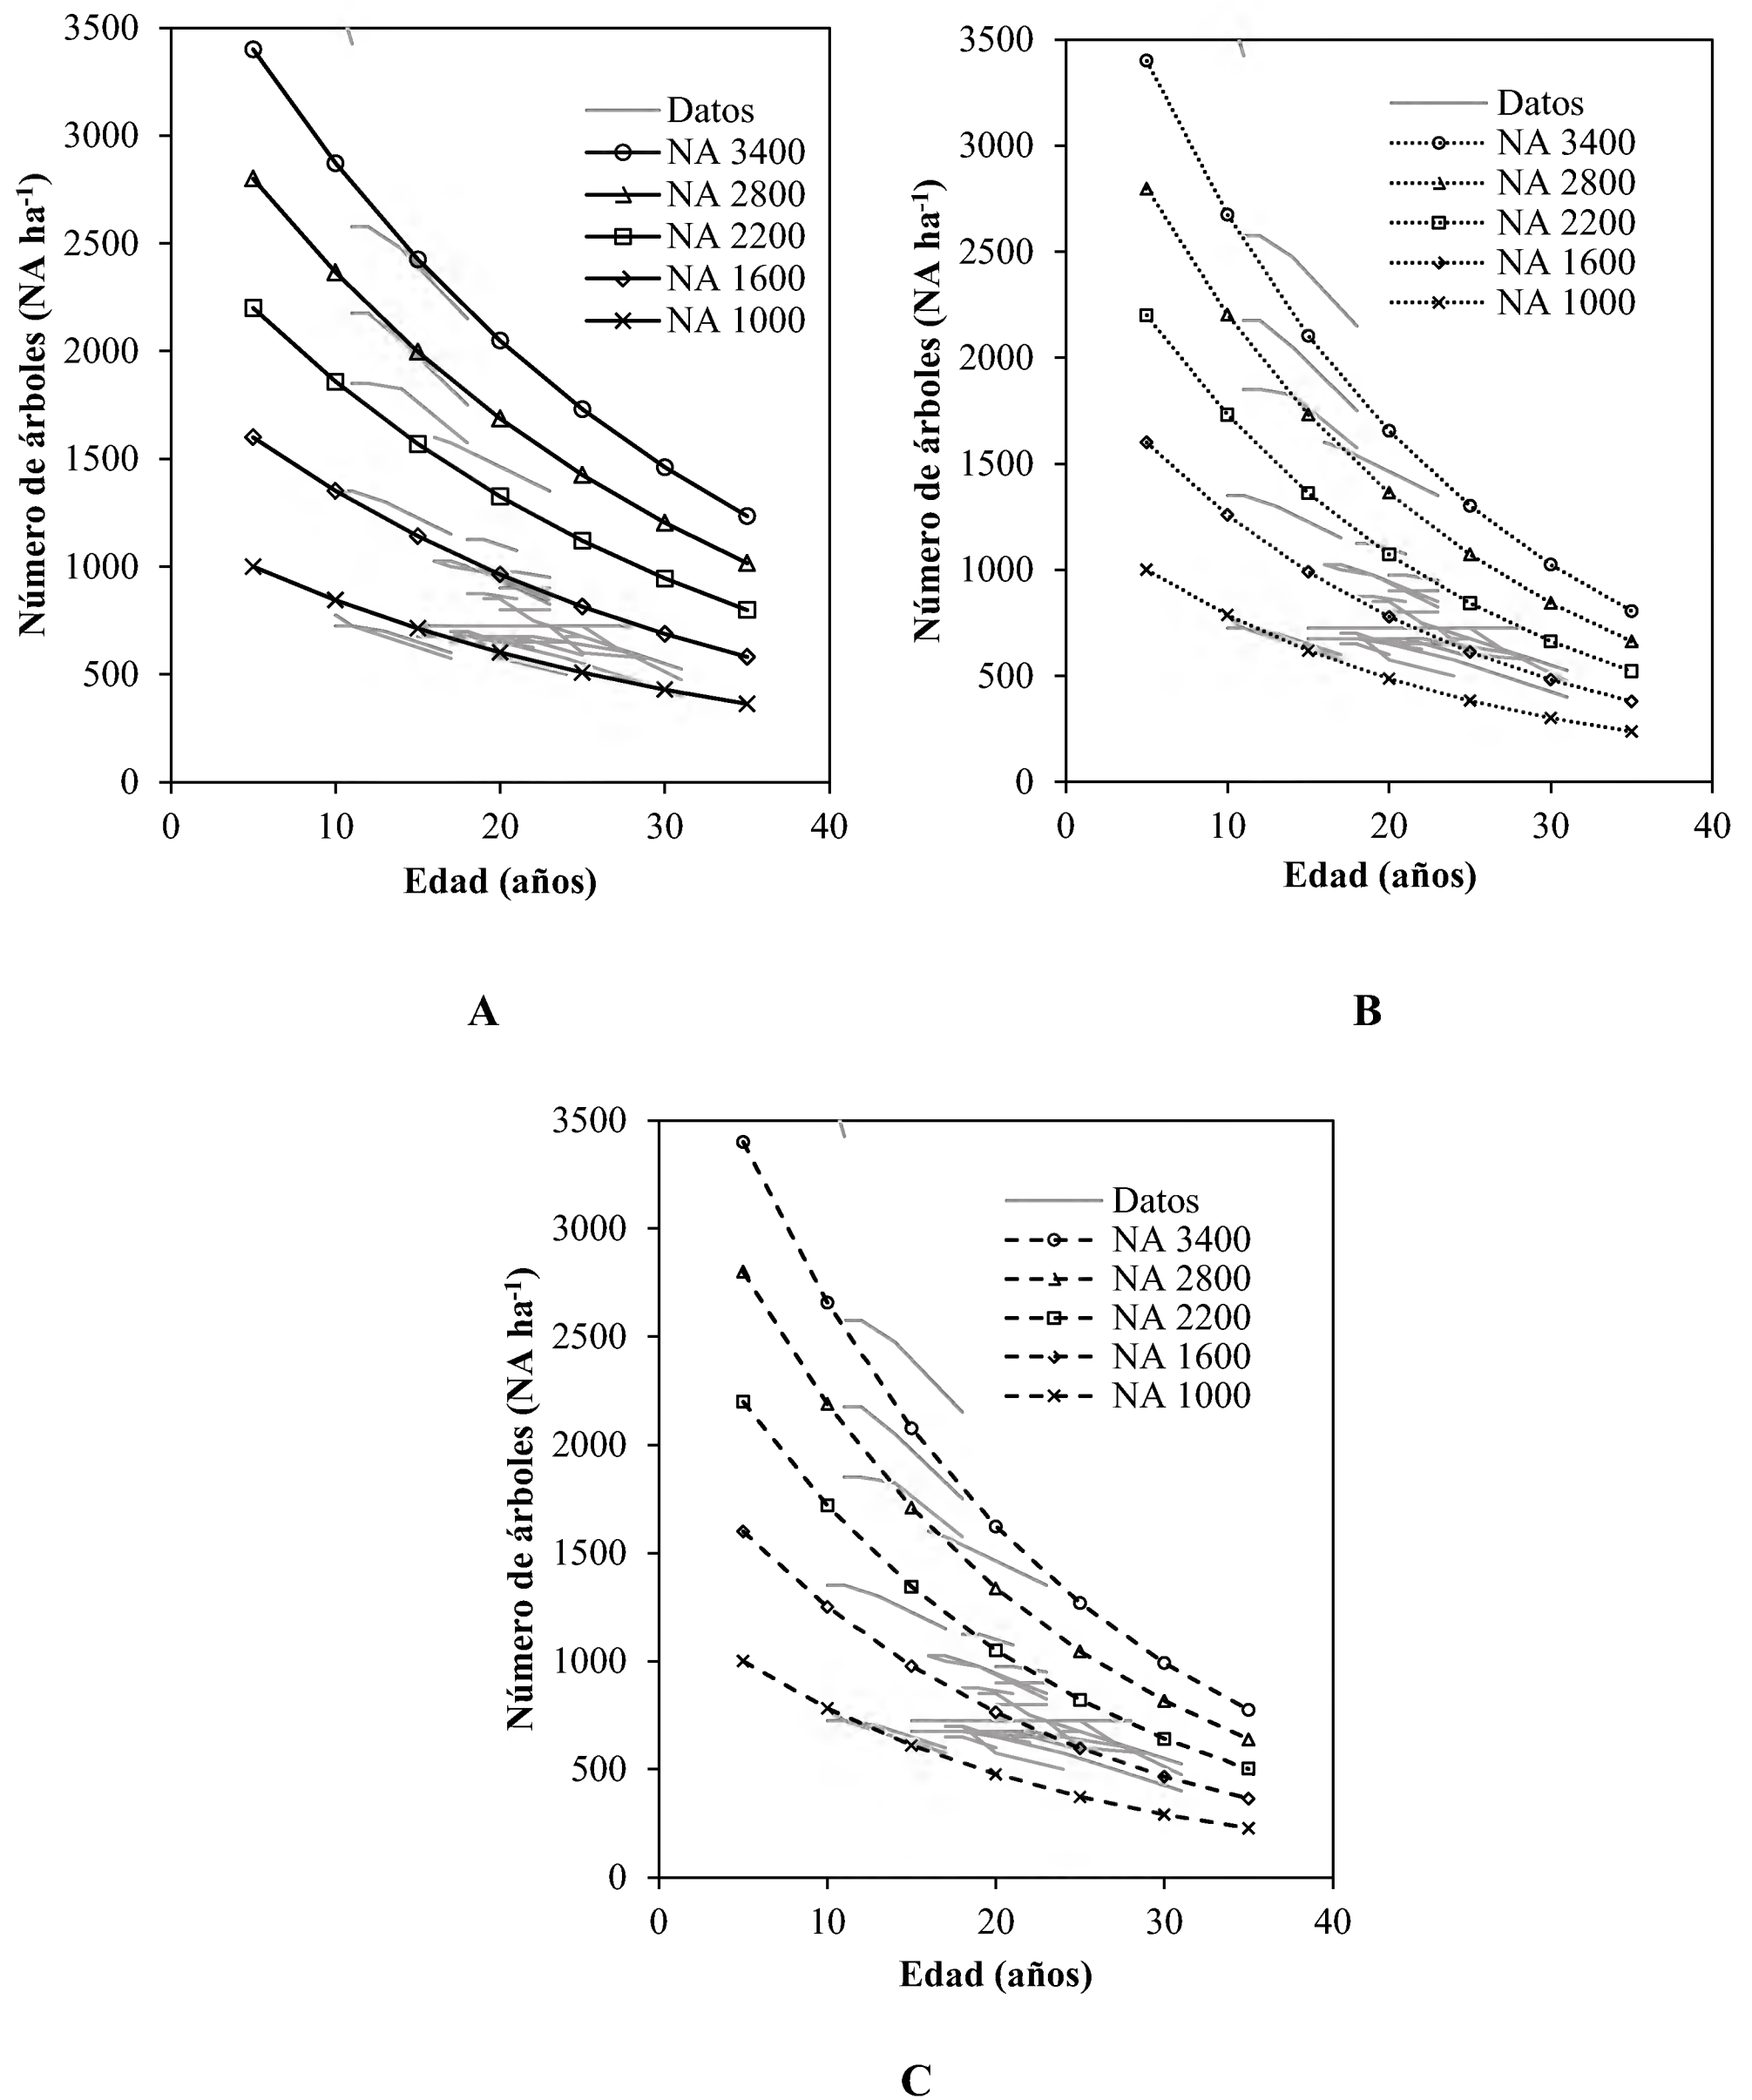 3500
3000
2500
2000
1500
1000
500
0
0 10 20 30 40
Número de árboles (NA ha-1)
Edad (años)
Datos
NA 3400
NA 2800
NA 2200
NA 1600
NA 1000
A
3500
3000
2500
2000
1500
1000
500
0
0 10 20 30 40
Número de árboles (NA ha-1)
Edad (años)
Datos
NA 3400
NA 2800
NA 2200
NA 1600
NA 1000
B
3500
3000
2500
2000
1500
1000
500
0
0 10 20 30 40
Número de árboles (NA ha-1)
Edad (años)
Datos
NA 3400
NA 2800
NA 2200
NA 1600
NA 1000
C